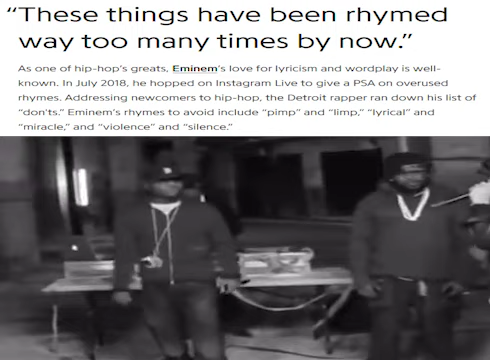 “These things have been rhymed
way too many times by now.”
As one of hip-hop's greats, Eminem's love for lyricism and wordplay is well-
known. In July 2018, he hopped on Instagram Live to give a PSA on overused
rhymes. Addressing newcomers to hip-hop, the Detroit rapper ran down his list of
“don'ts.” Eminem's rhymes to avoid include “pimp” and “limp,” “lyrical” and
“miracle,” and “violence” and “silence.”